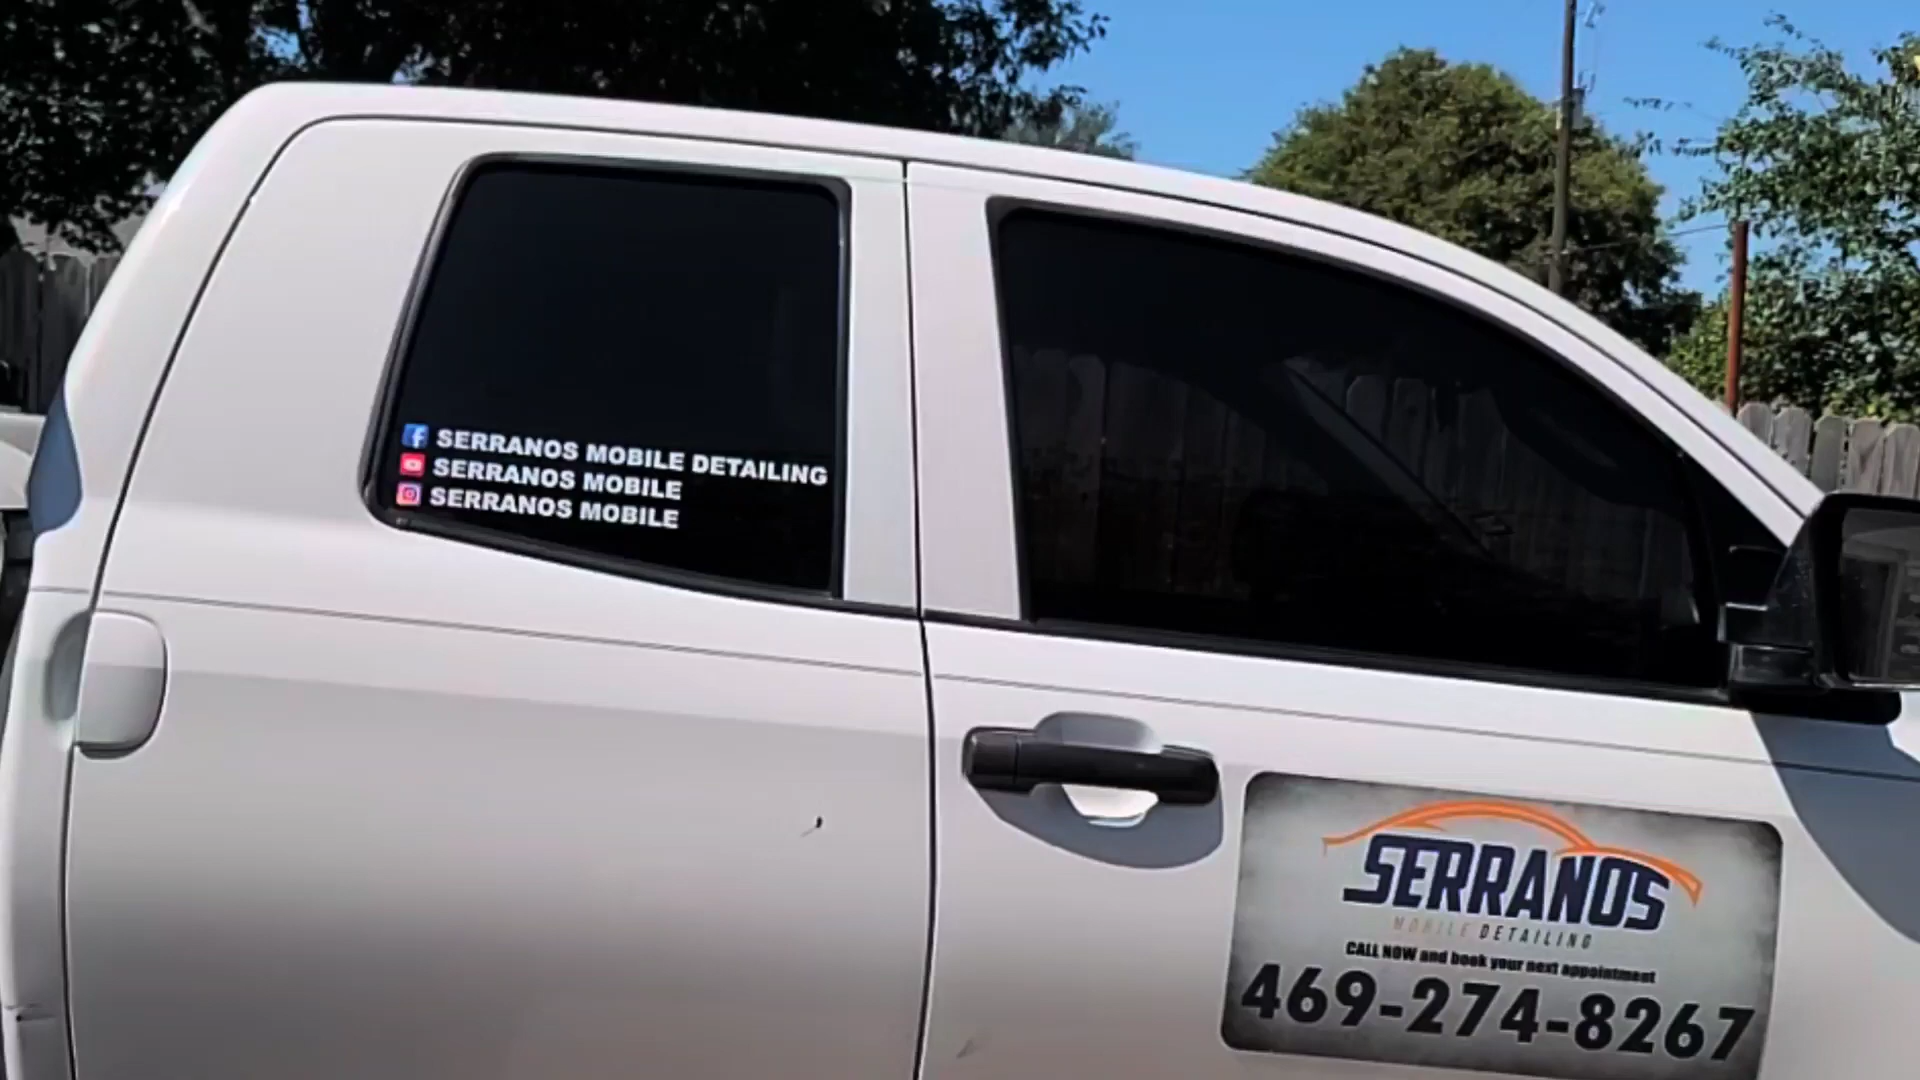 SERRANOS MOBILE DETAILING
SERRANOS MOBILE
SERRANOS MOBILE
SERRANOS
MOBILE DETAILING
CALL NOW and book your next appointment
469-274-8267